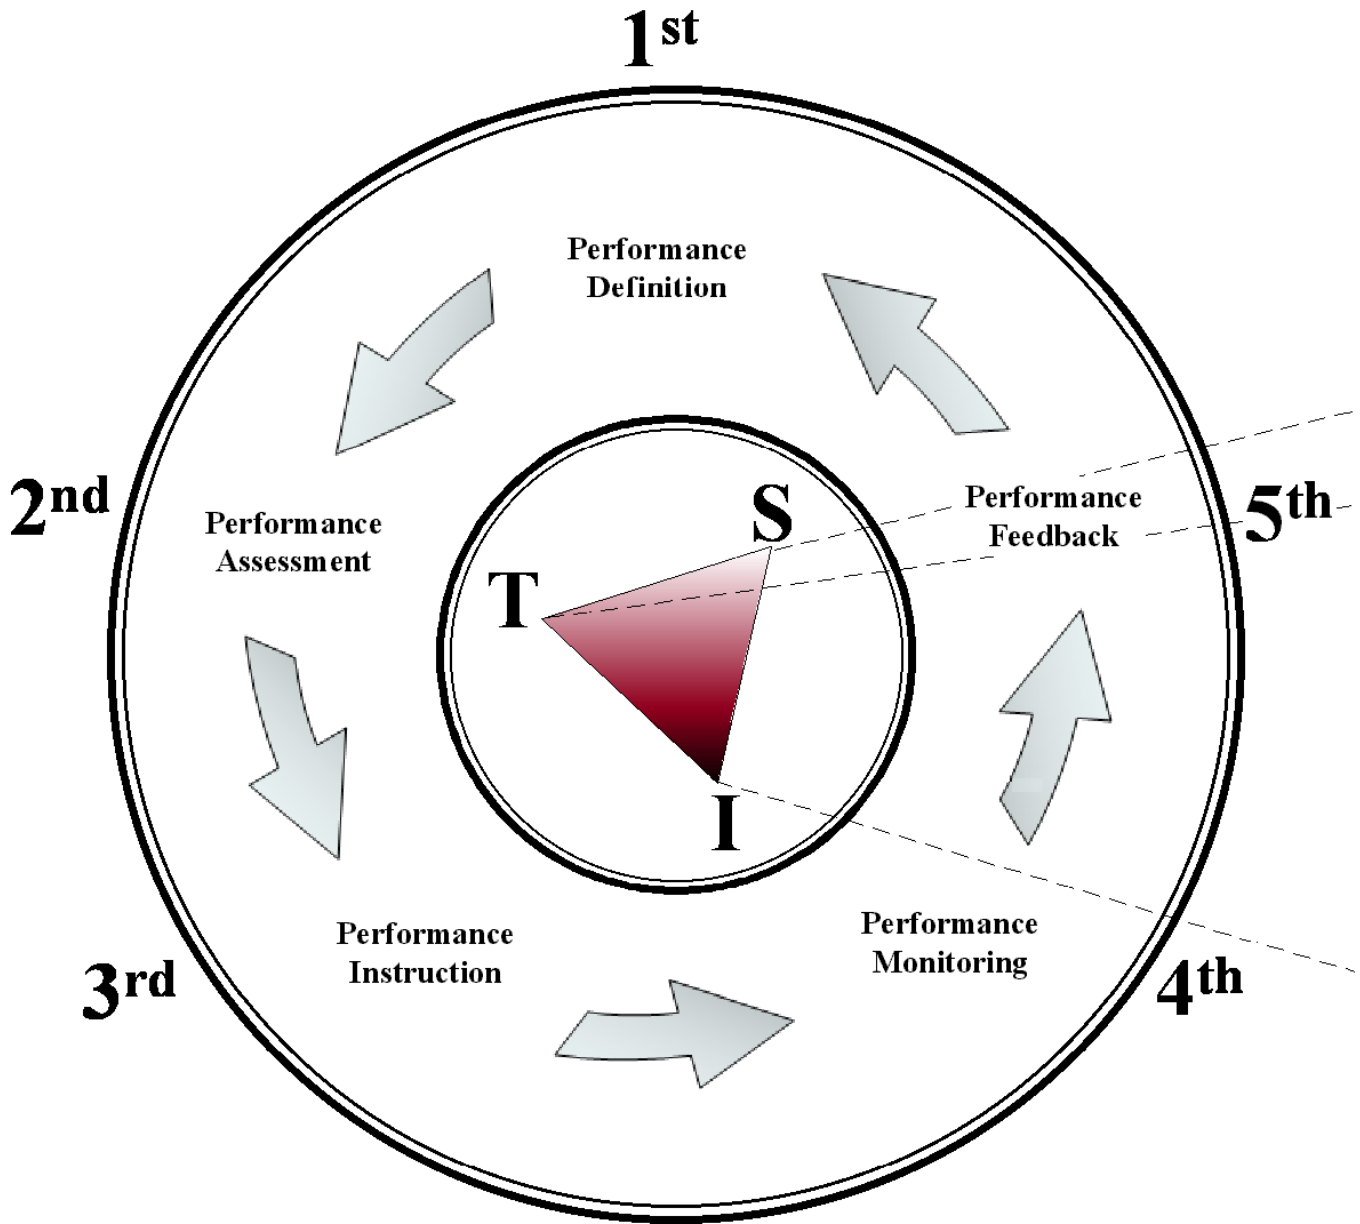 1st
Performance
Definition
2nd
Performance
Assessment
S
T
I
Performance
Feedback
5th
3rd
Performance
Instruction
Performance
Monitoring
4th